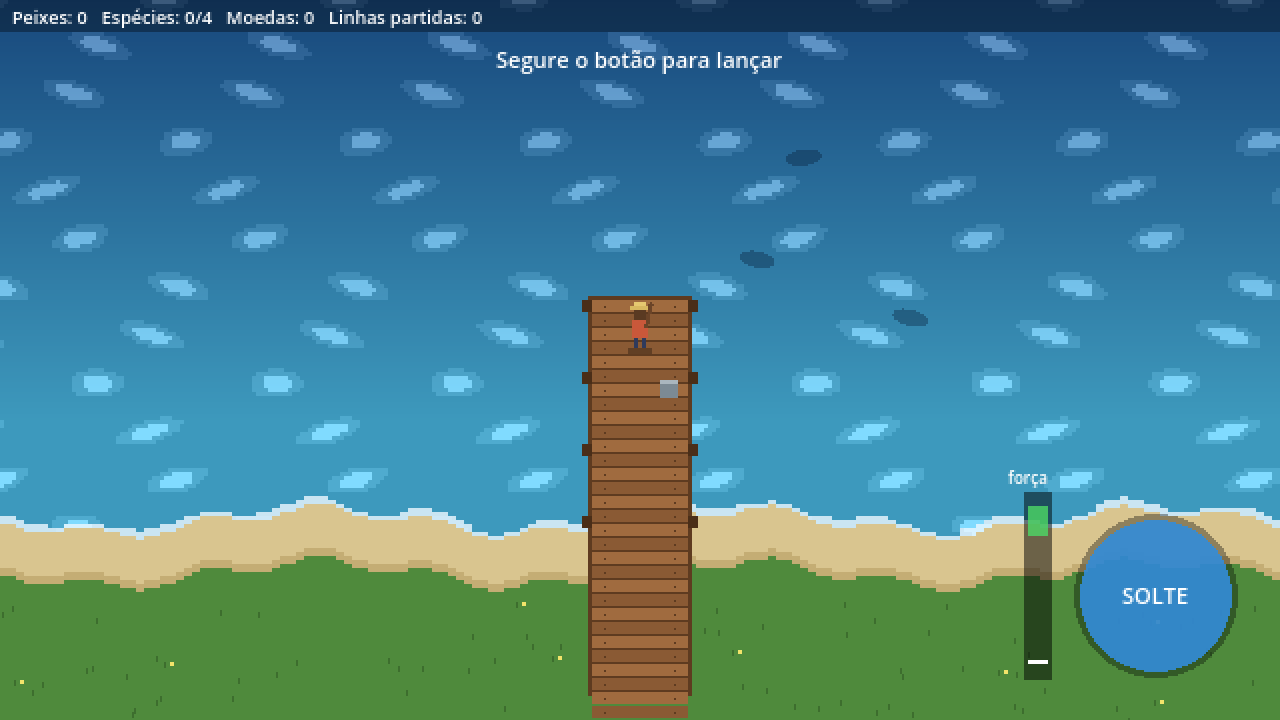 Peixes: 0 Espécies: 0/4 Moedas: 0 Linhas partidas: 0
Segure o botão para lançar
força
SOLTE